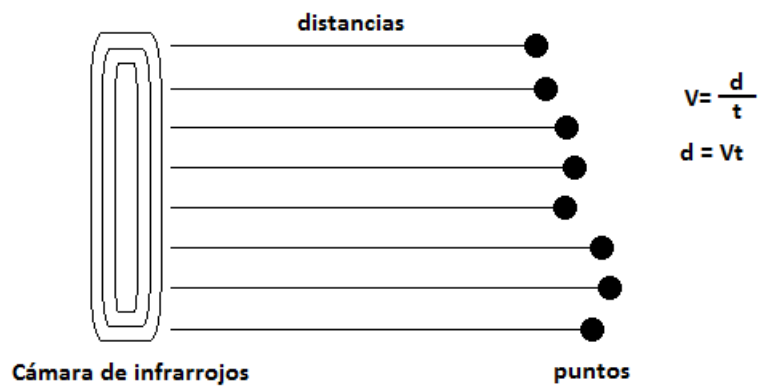 distancias
V= d/t
d = Vt
Cámara de infrarrojos
puntos